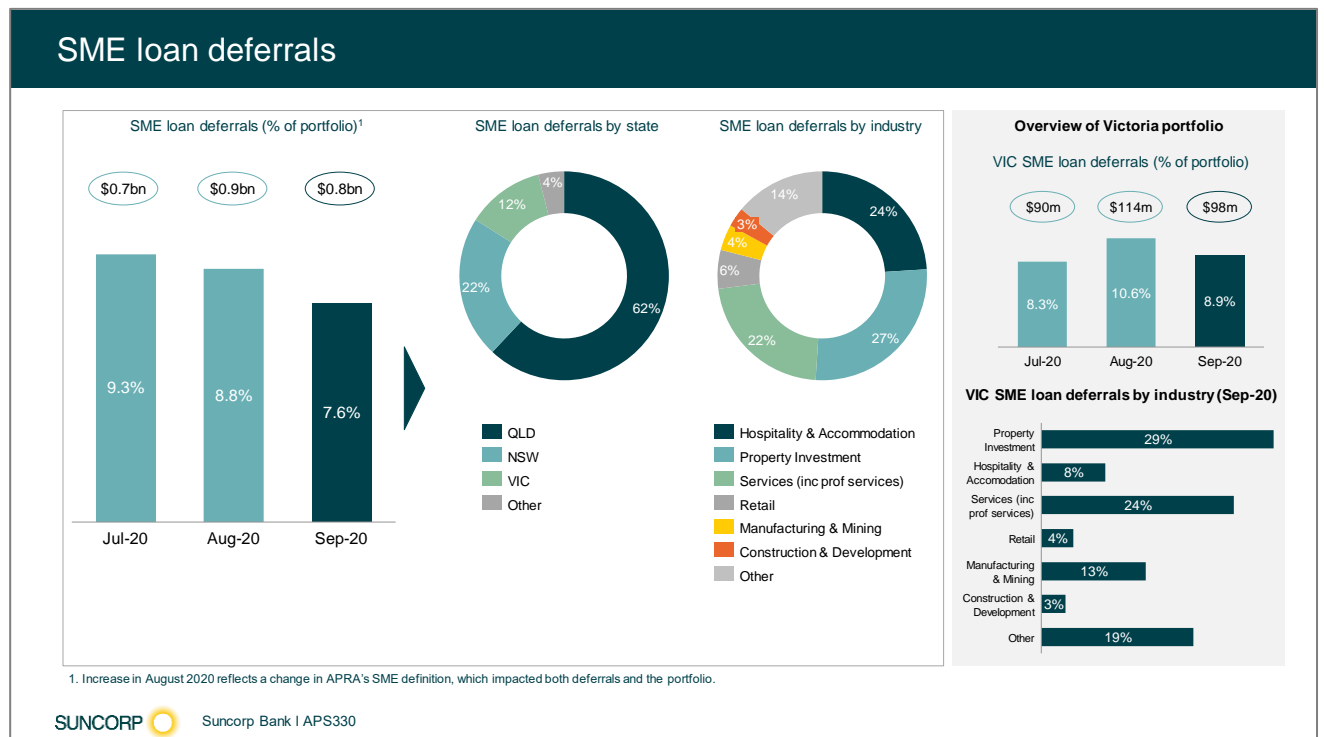 SME loan deferrals
SME loan deferrals (% of portfolio)1
$0.7bn
$0.9bn
$0.8bn
9.3%
8.8%
7.6%
Jul-20
Aug-20
Sep-20
SME loan deferrals by state
4%
12%
22%
62%
QLD
NSW
VIC
Other
SME loan deferrals by industry
14%
24%
3%
4%
6%
22%
27%
Hospitality & Accommodation
Property Investment
Services (inc prof services)
Retail
Manufacturing & Mining
Construction & Development
Other
Overview of Victoria portfolio
VIC SME loan deferrals (% of portfolio)
$90m
$114m
$98m
8.3%
10.6%
8.9%
Jul-20
Aug-20
Sep-20
VIC SME loan deferrals by industry (Sep-20)
Property
Investment
29%
Hospitality &
Accomodation
8%
Services (inc
prof services)
24%
Retail
4%
Manufacturing
& Mining
13%
Construction &
Development
3%
Other
19%
1. Increase in August 2020 reflects a change in APRA's SME definition, which impacted both deferrals and the portfolio.
SUNCORP
Suncorp Bank I APS330